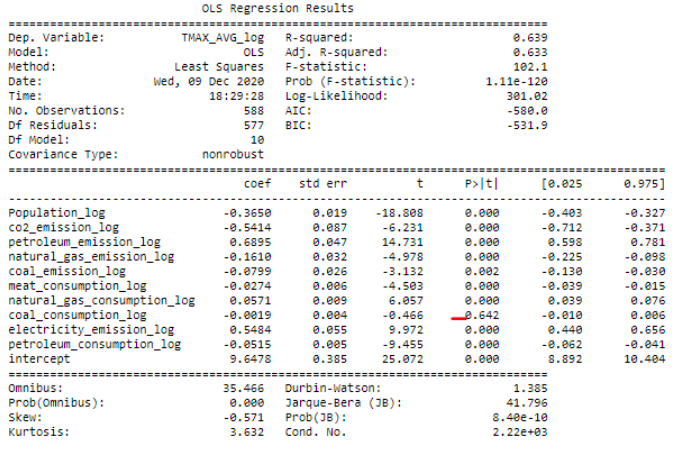 OLS Regression Results
Dep. Variable: TMAX_AVG_log R-squared: 0.639
Model: OLS Adj. R-squared: 0.633
Method: Least Squares F-statistic: 102.1
Date: Wed, 09 Dec 2020 Prob (F-statistic): 1.11e-120
Time: 18:29:28 Log-Likelihood: 301.02
No. Observations: 588 AIC: -580.0
Df Residuals: 577 BIC: -531.9
Df Model: 10
Covariance Type: nonrobust
coef std err t P>|t| [0.025 0.975]
Population_log -0.3650 0.019 -18.808 0.000 -0.403 -0.327
co2_emission_log -0.5414 0.087 -6.231 0.000 -0.712 -0.371
petroleum_emission_log 0.6895 0.047 14.731 0.000 0.598 0.781
natural_gas_emission_log -0.1610 0.032 -4.978 0.000 -0.225 -0.098
coal_emission_log -0.0799 0.026 -3.132 0.002 -0.130 -0.030
meat_consumption_log -0.0274 0.006 -4.503 0.000 -0.039 -0.015
natural_gas_consumption_log 0.0571 0.009 6.057 0.000 0.039 0.076
coal_consumption_log -0.0019 0.004 -0.466 0.642 -0.010 0.006
electricity_emission_log 0.5484 0.055 9.972 0.000 0.440 0.656
petroleum_consumption_log -0.0515 0.005 -9.455 0.000 -0.062 -0.041
intercept 9.6478 0.385 25.072 0.000 8.892 10.404
Omnibus: 35.466 Durbin-Watson: 1.385
Prob(Omnibus): 0.000 Jarque-Bera (JB): 41.796
Skew: -0.571 Prob(JB): 8.40e-10
Kurtosis: 3.632 Cond. No. 2.22e+03